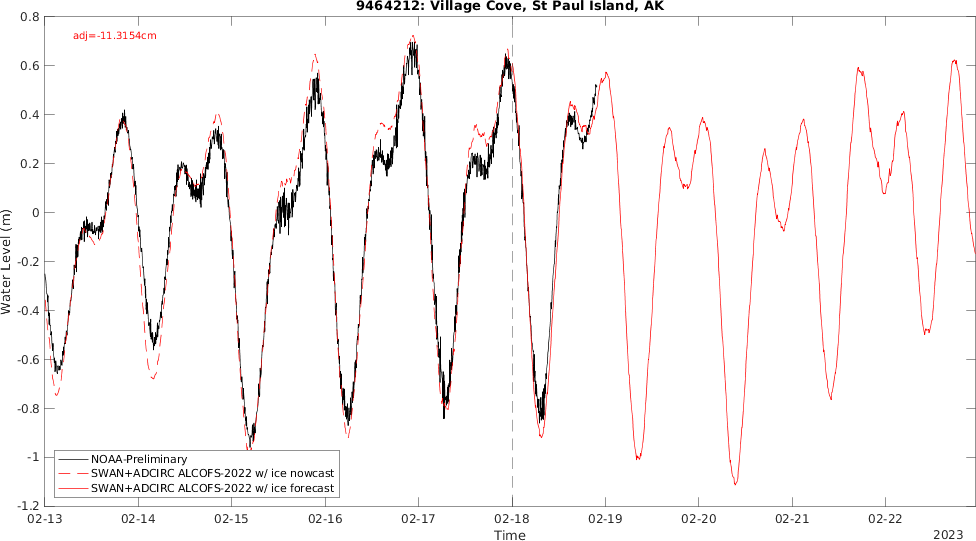 9464212: Village Cove, St Paul Island, AK
adj=-11.3154cm
0.8
0.6
0.4
0.2
0
-0.2
-0.4
-0.6
-0.8
-1
-1.2
Water Level (m)
NOAA-Preliminary
SWAN+ADCIRC ALCOFS-2022 w/ ice nowcast
SWAN+ADCIRC ALCOFS-2022 w/ ice forecast
02-13 02-14 02-15 02-16 02-17 02-18 02-19 02-20 02-21 02-22
Time
2023